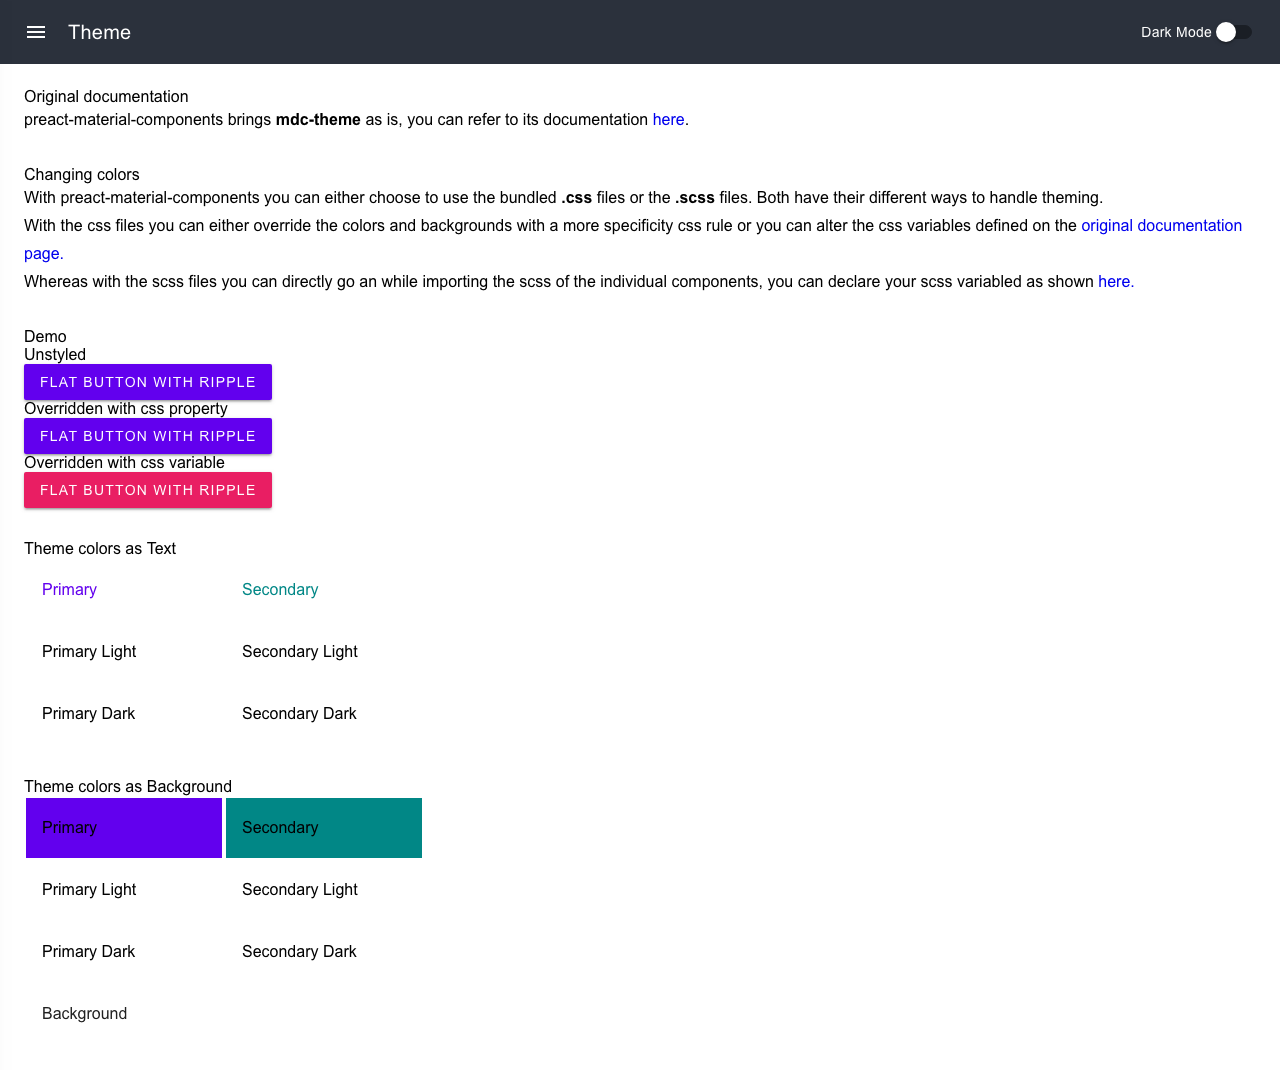 Theme
Dark Mode
Original documentation
preact-material-components brings mdc-theme as is, you can refer to its documentation here.
Changing colors
With preact-material-components you can either choose to use the bundled .css files or the .scss files. Both have their different ways to handle theming.
With the css files you can either override the colors and backgrounds with a more specificity css rule or you can alter the css variables defined on the original documentation
page.
Whereas with the scss files you can directly go an while importing the scss of the individual components, you can declare your scss variabled as shown here.
Demo
Unstyled
FLAT BUTTON WITH RIPPLE
Overridden with css property
FLAT BUTTON WITH RIPPLE
Overridden with css variable
FLAT BUTTON WITH RIPPLE
Theme colors as Text
Primary Secondary
Primary Light Secondary Light
Primary Dark Secondary Dark
Theme colors as Background
Primary Secondary
Primary Light Secondary Light
Primary Dark Secondary Dark
Background